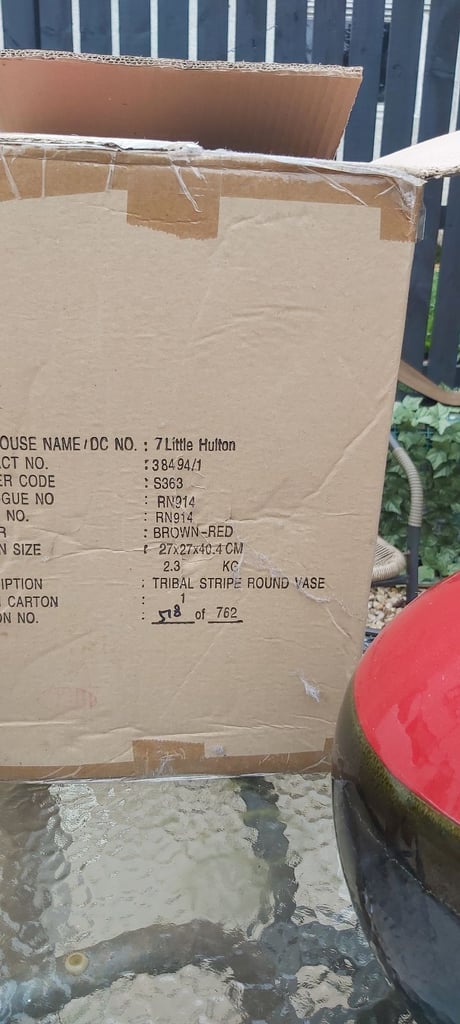 OUSE NAME/DC NO. : 7 Little Hulton
ACT NO. : 38494/1
ER CODE : S363
GUE NO : RN914
NO. : RN914
R : BROWN-RED
N SIZE : 27x27x40.4 CM
2.3 KG
IPTION : TRIBAL STRIPE ROUND VASE
CARTON : 1
ON NO. : 518 of 762